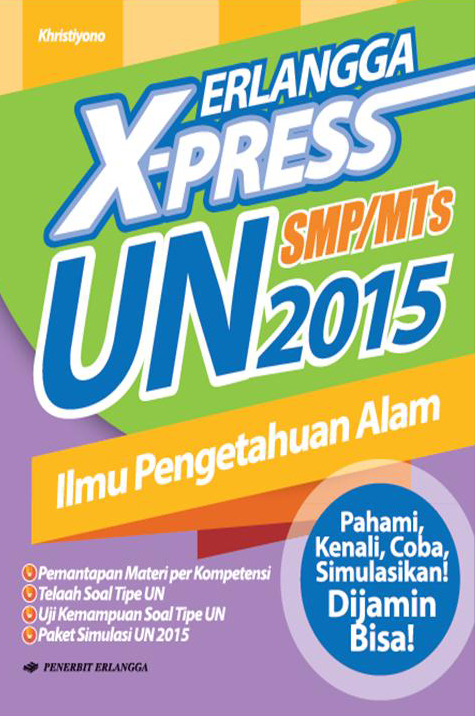 Khristiyono
ERLANGGA
X-PRESS
SMP/MTs
UN 2015
Ilmu Pengetahuan Alam
Pahami,
Kenali, Coba,
Simulasikan!
Dijamin
Bisa!
Pemantapan Materi per Kompetensi
Telaah Soal Tipe UN
Uji Kemampuan Soal Tipe UN
Paket Simulasi UN 2015
PENERBIT ERLANGGA